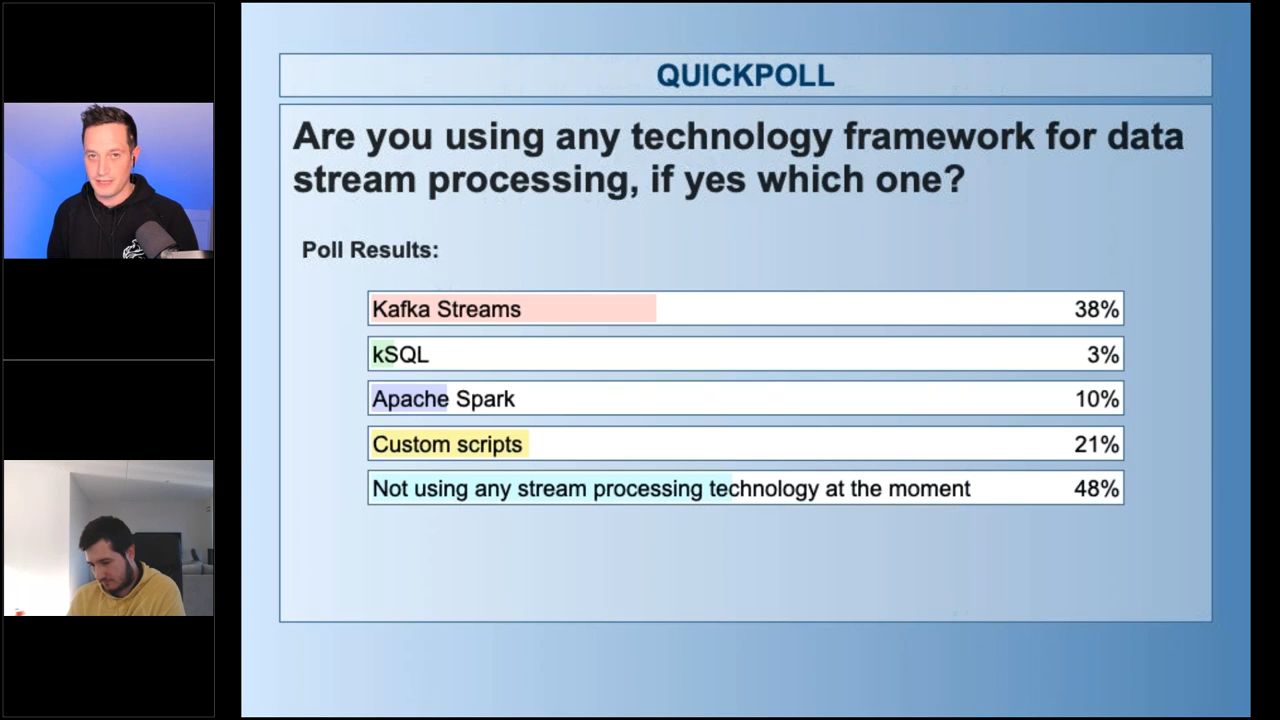 QUICKPOLL
Are you using any technology framework for data
stream processing, if yes which one?
Poll Results:
Kafka Streams 38%
kSQL 3%
Apache Spark 10%
Custom scripts 21%
Not using any stream processing technology at the moment 48%